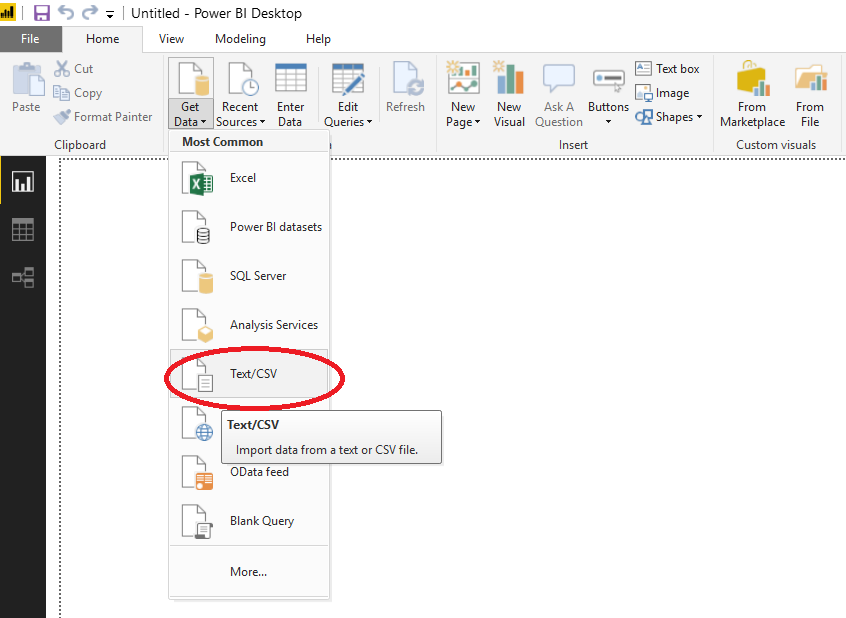 Untitled - Power BI Desktop
File Home View Modeling Help
Paste
Cut
Copy
Format Painter
Clipboard
Get
Data
Recent
Sources
Enter
Data
Edit
Queries
Refresh
New
Page
New
Visual
Ask A
Question
Buttons
Text box
Image
Shapes
Insert
From
Marketplace
From
File
Custom visuals
Most Common
Excel
Power BI datasets
SQL Server
Analysis Services
Text/CSV
Text/CSV
Import data from a text or CSV file.
OData feed
Blank Query
More...